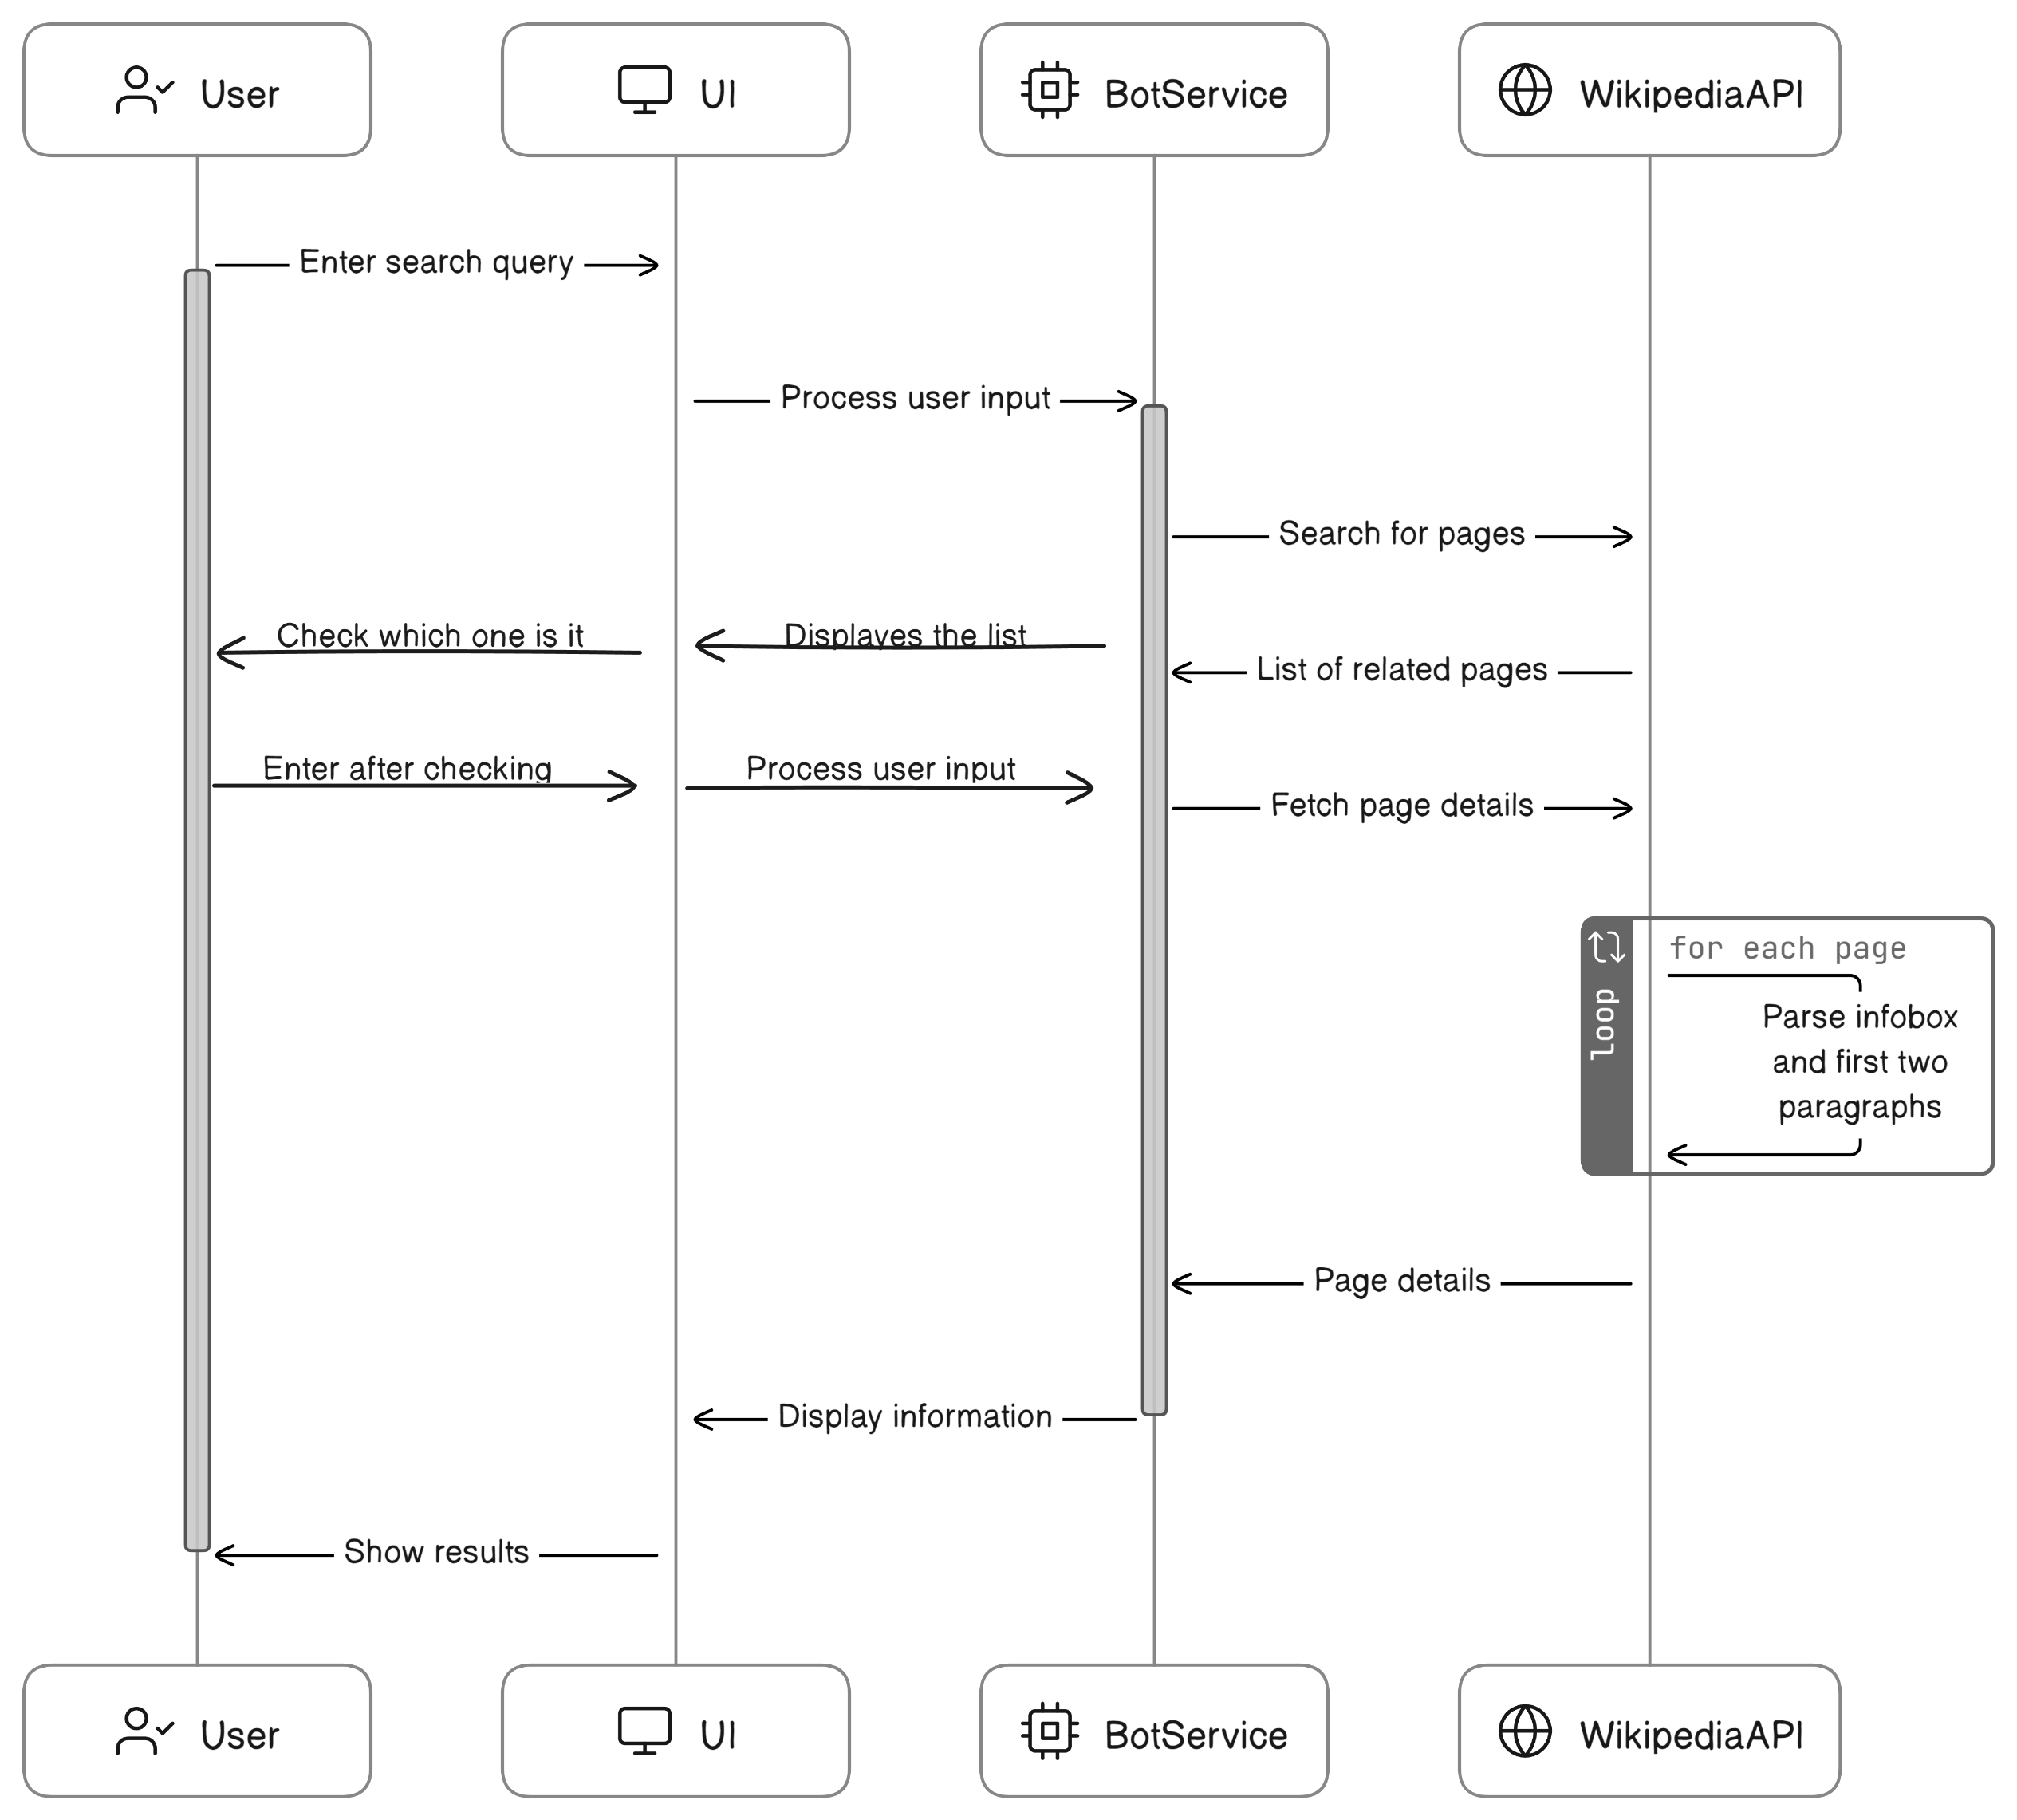 User
UI
BotService
WikipediaAPI
Enter search query
Process user input
Search for pages
Check which one is it
Displayes the list
List of related pages
Enter after checking
Process user input
Fetch page details
loop
for each page
Parse infobox
and first two
paragraphs
Page details
Display information
Show results
User
UI
BotService
WikipediaAPI